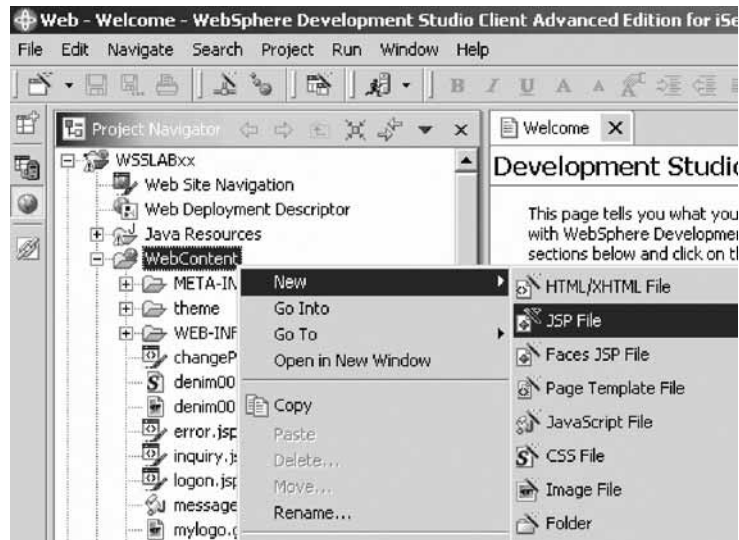 Web - Welcome - WebSphere Development Studio Client Advanced Edition for iSe
File Edit Navigate Search Project Run Window Help
B I U A A
Project Navigator
Welcome
WSSLABxx
Web Site Navigation
Web Deployment Descriptor
Java Resources
WebContent
META-IN
theme
WEB-INF
changeP
denim00
denim00
error.jsp
inquiry.js
logon.jsp
message
mylogo.g
New
Go Into
Go To
Open in New Window
Copy
Paste
Delete...
Move...
Rename...
Development Studio
This page tells you what you
with WebSphere Developmen
sections below and click on th
HTML/XHTML File
JSP File
Faces JSP File
Page Template File
JavaScript File
CSS File
Image File
Folder